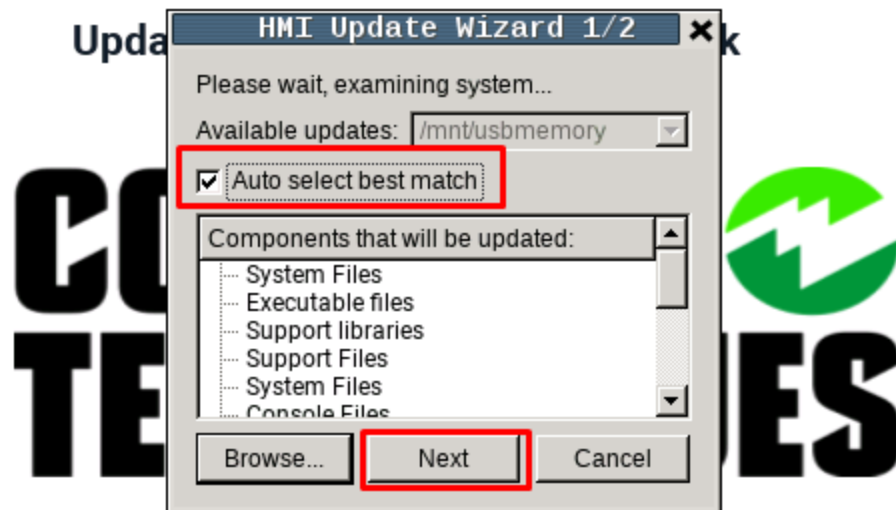 HMI Update Wizard 1/2
Please wait, examining system...
Available updates: /mnt/usbmemory
Auto select best match
Components that will be updated:
System Files
Executable files
Support libraries
Support Files
System Files
Console Files
Browse... Next Cancel